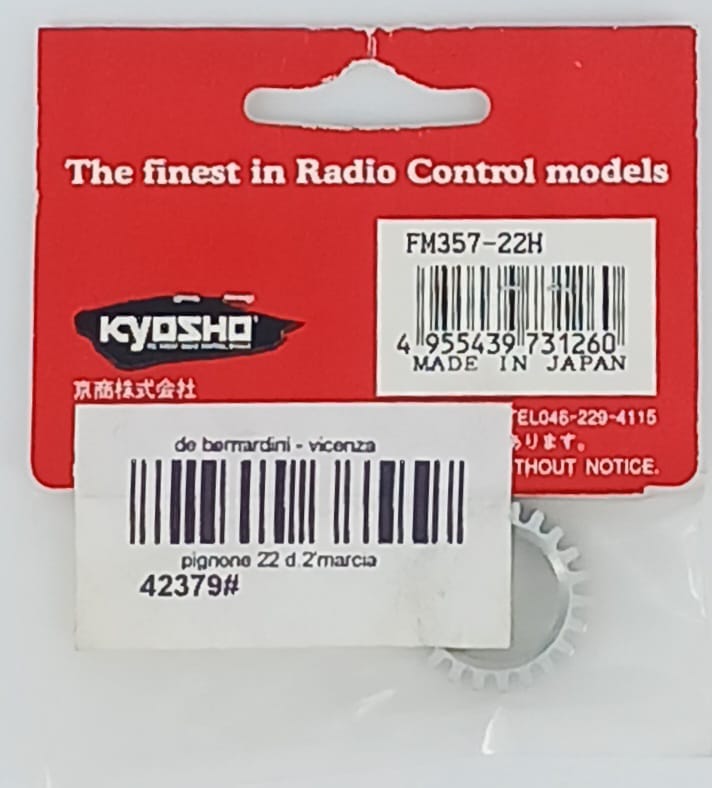 The finest in Radio Control models
FM357-22H
4 955439 731260
MADE IN JAPAN
KYOSHO
京商株式会社
TEL046-229-4115
あります。
THOUT NOTICE.
de bernardini - vicenza
pignone 22 d.2'marcia
42379#